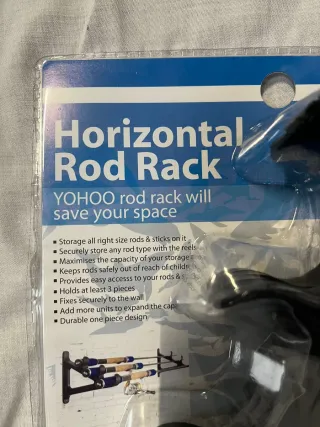 Horizontal
Rod Rack
YOHOO rod rack will
save your space
▪ Storage all right size rods & sticks on it
▪ Securely store any rod type with the reels
▪ Maximises the capacity of your storage
▪ Keeps rods safely out of reach of
▪ Provides easy accesss to your rods &
▪ Holds at least 3 pieces
▪ Fixes securely to the wall
▪ Add more units to expand the
▪ Durable one piece design